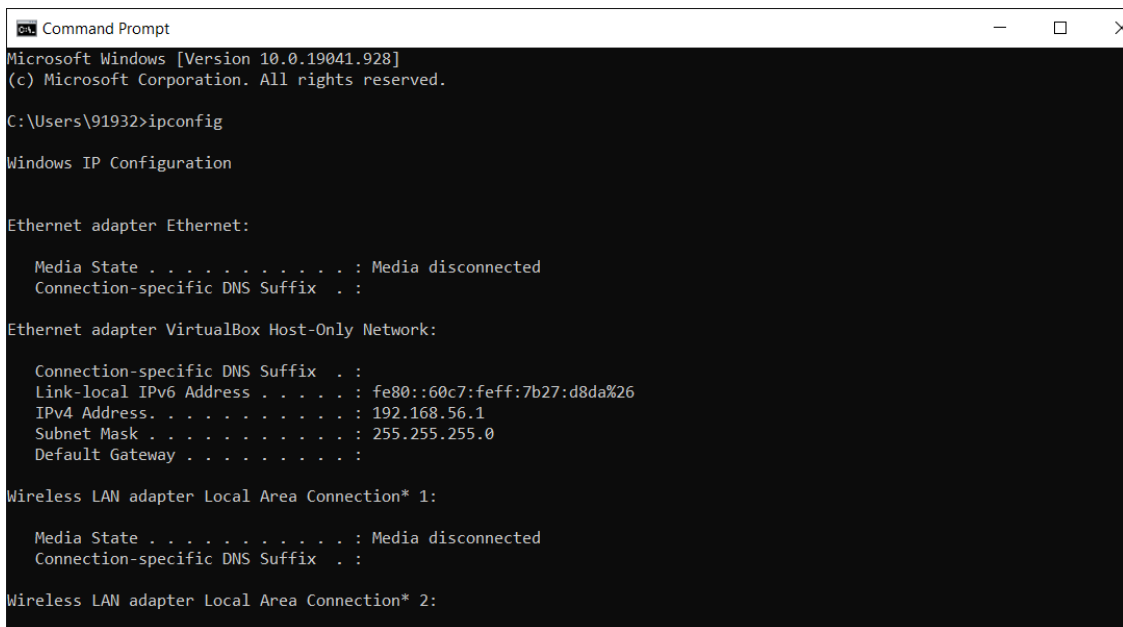 Command Prompt
Microsoft Windows [Version 10.0.19041.928]
(c) Microsoft Corporation. All rights reserved.
C:\Users\91932>ipconfig
Windows IP Configuration
Ethernet adapter Ethernet:
Media State . . . . . . . . . . . : Media disconnected
Connection-specific DNS Suffix  . :
Ethernet adapter VirtualBox Host-Only Network:
Connection-specific DNS Suffix  . :
Link-local IPv6 Address . . . . . : fe80::60c7:feff:7b27:d8da%26
IPv4 Address. . . . . . . . . . . : 192.168.56.1
Subnet Mask . . . . . . . . . . . : 255.255.255.0
Default Gateway . . . . . . . . . :
Wireless LAN adapter Local Area Connection* 1:
Media State . . . . . . . . . . . : Media disconnected
Connection-specific DNS Suffix  . :
Wireless LAN adapter Local Area Connection* 2: